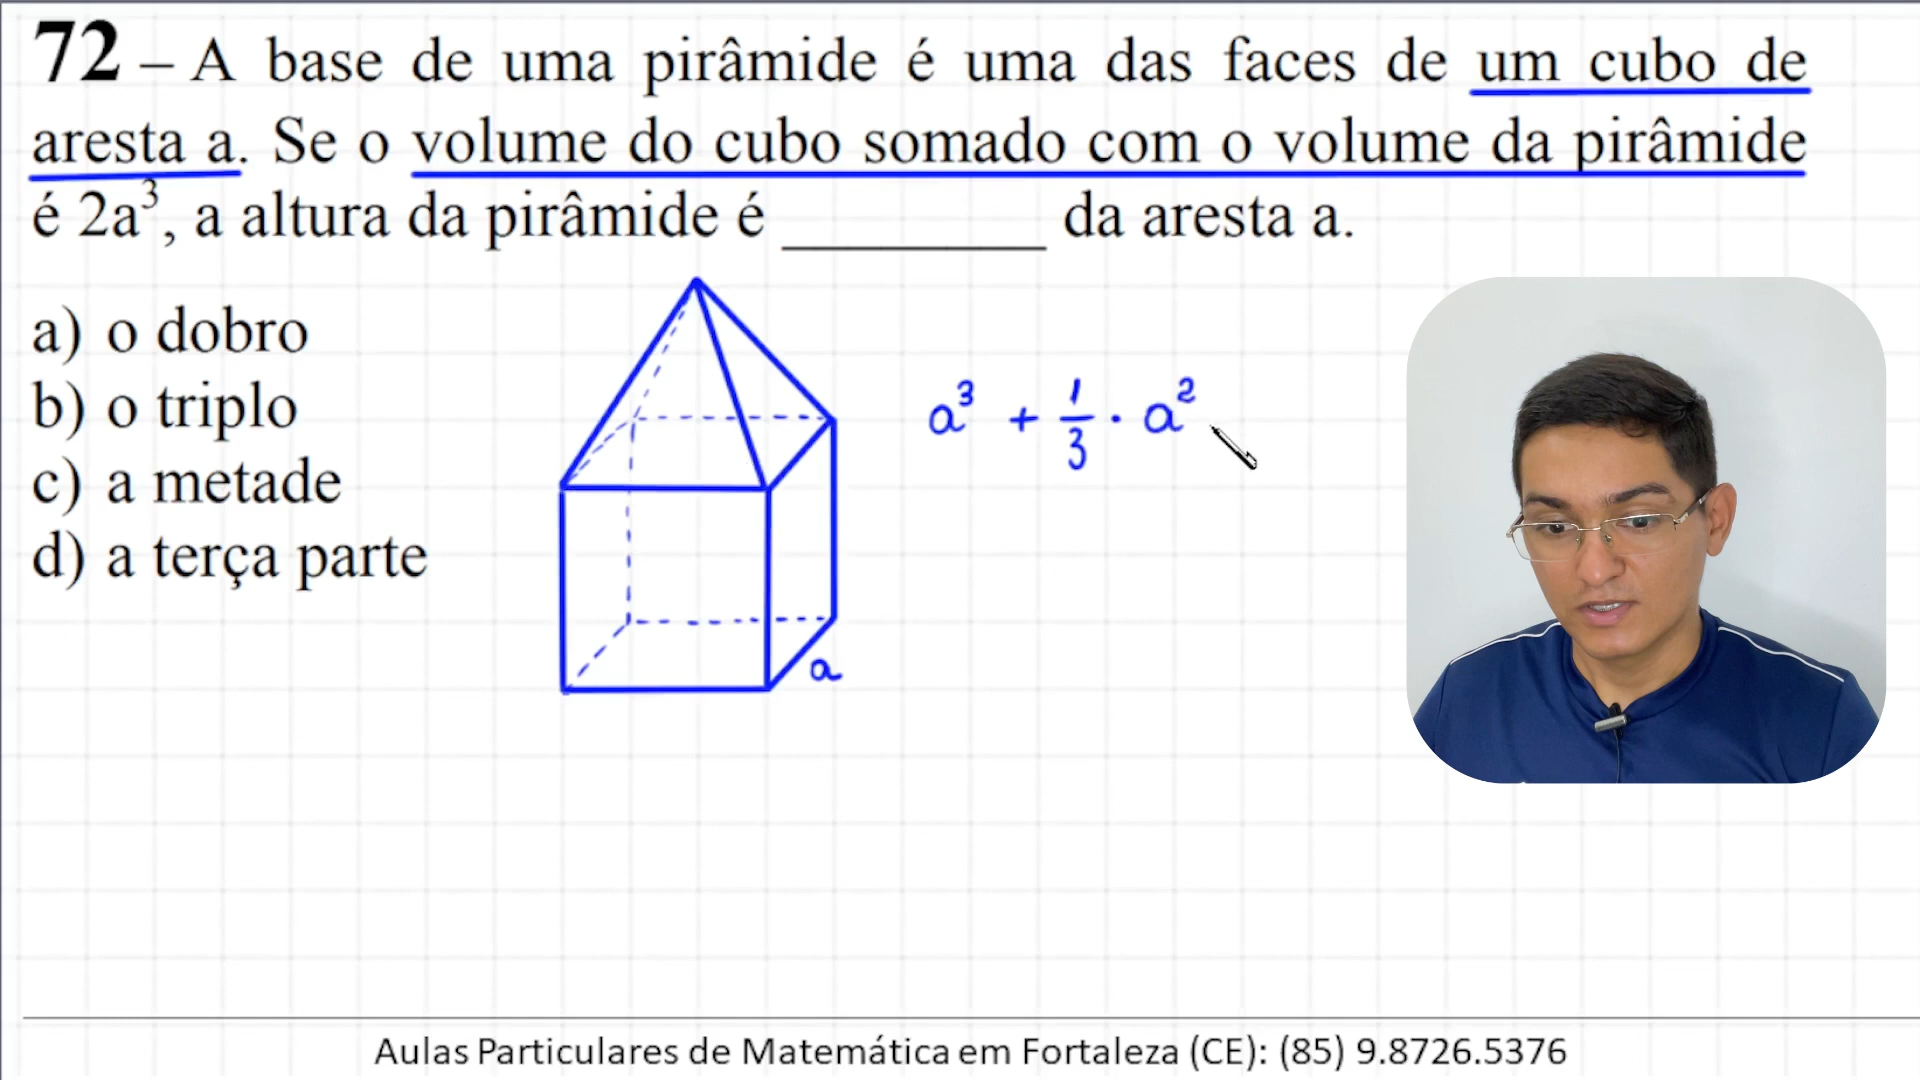 72 – A base de uma pirâmide é uma das faces de um cubo de
aresta a. Se o volume do cubo somado com o volume da pirâmide
é 2a³, a altura da pirâmide é __________ da aresta a.
a) o dobro
b) o triplo
c) a metade
d) a terça parte
a³ + 1/3 · a²
a
Aulas Particulares de Matemática em Fortaleza (CE): (85) 9.8726.5376